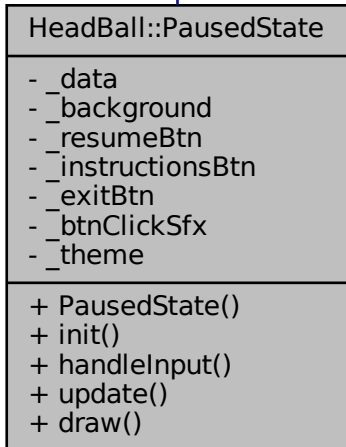 HeadBall::PausedState
- _data
- _background
- _resumeBtn
- _instructionsBtn
- _exitBtn
- _btnClickSfx
- _theme
+ PausedState()
+ init()
+ handleInput()
+ update()
+ draw()